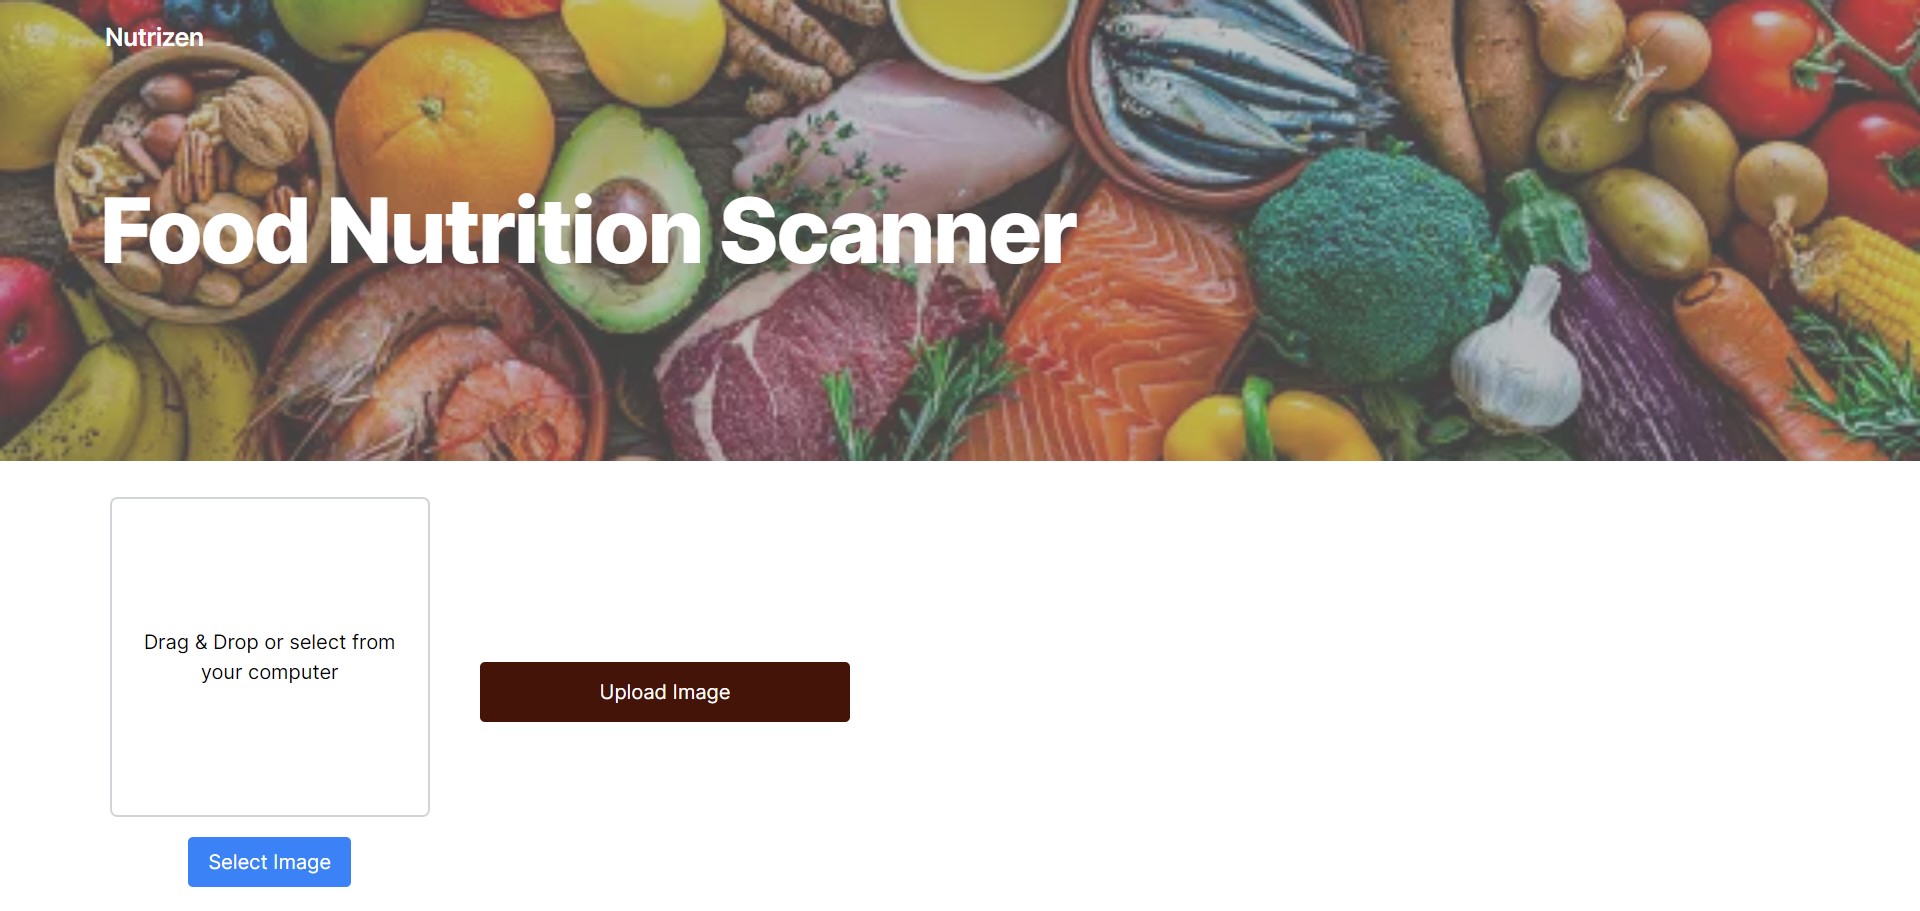 Nutrizen
Food Nutrition Scanner
Drag & Drop or select from
your computer
Upload Image
Select Image